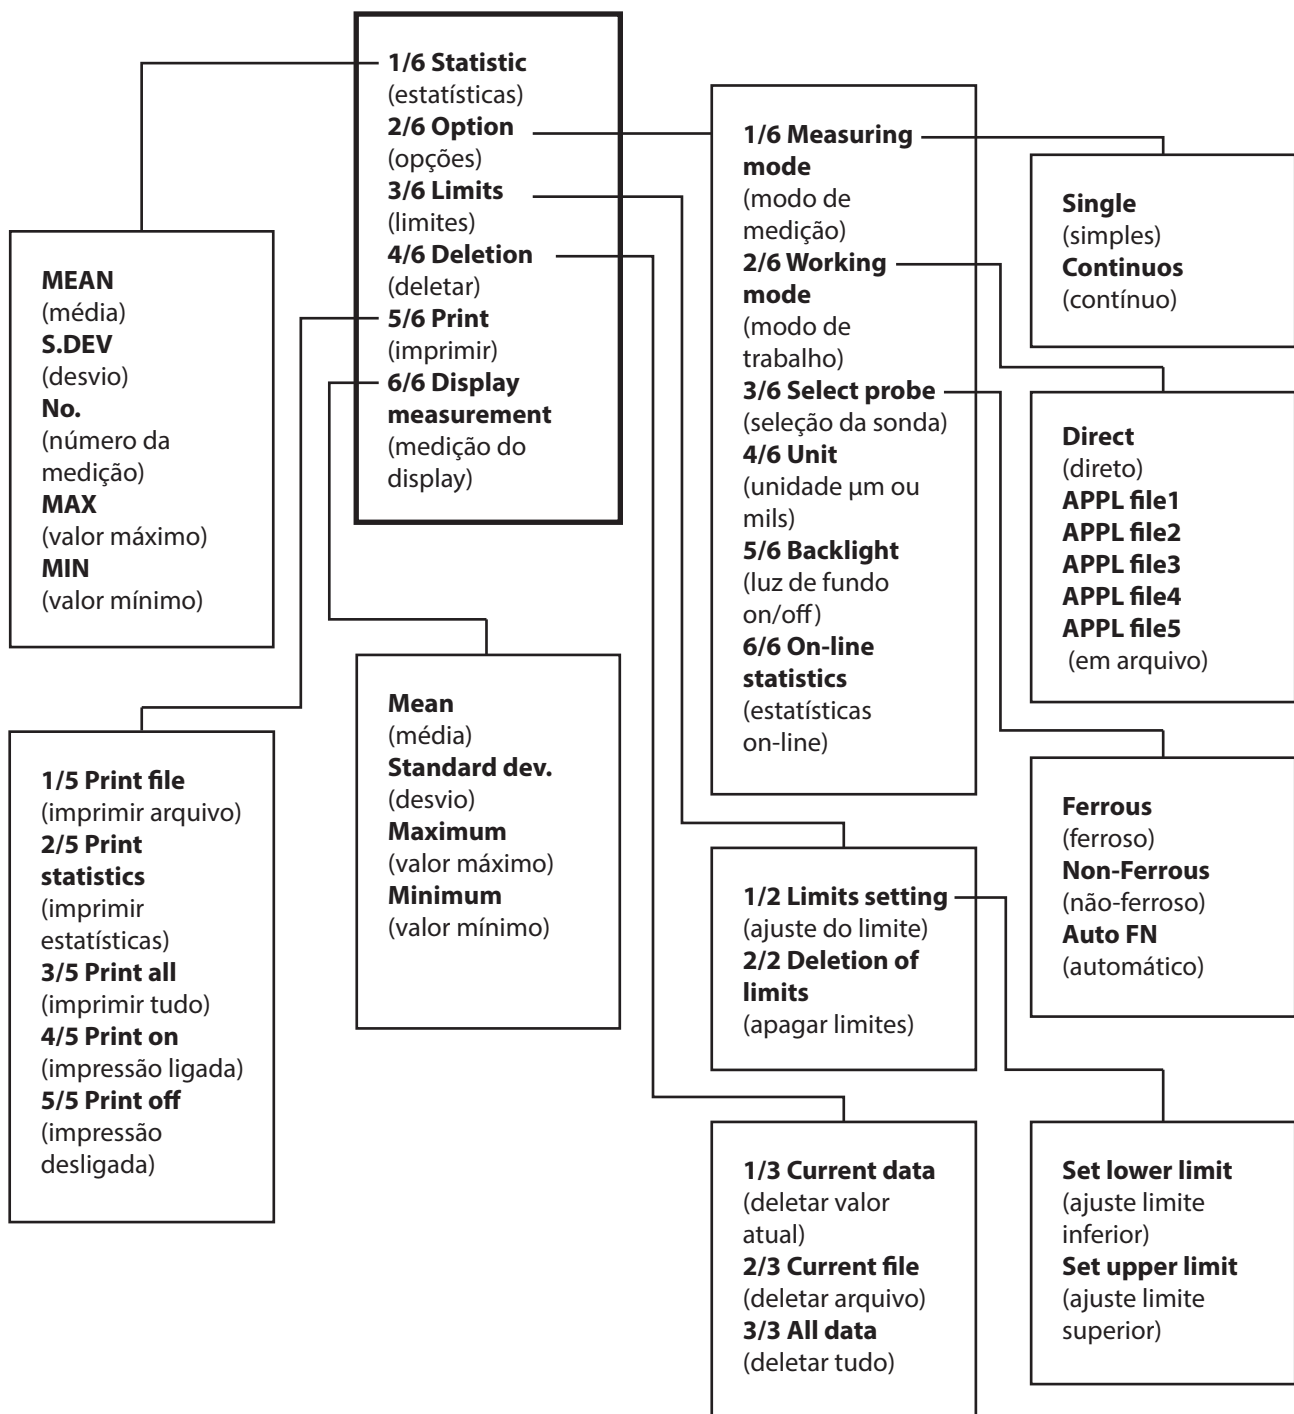 1/6 Statistic
(estatísticas)
2/6 Option
(opções)
3/6 Limits
(limites)
4/6 Deletion
(deletar)
5/6 Print
(imprimir)
6/6 Display
measurement
(medição do
display)
MEAN
(média)
S.DEV
(desvio)
No.
(número da
medição)
MAX
(valor máximo)
MIN
(valor mínimo)
1/6 Measuring
mode
(modo de
medição)
2/6 Working
mode
(modo de
trabalho)
3/6 Select probe
(seleção da sonda)
4/6 Unit
(unidade µm ou
mils)
5/6 Backlight
(luz de fundo
on/off)
6/6 On-line
statistics
(estatísticas
on-line)
Single
(simples)
Continuos
(contínuo)
Direct
(direto)
APPL file1
APPL file2
APPL file3
APPL file4
APPL file5
(em arquivo)
Ferrous
(ferroso)
Non-Ferrous
(não-ferroso)
Auto FN
(automático)
1/5 Print file
(imprimir arquivo)
2/5 Print
statistics
(imprimir
estatísticas)
3/5 Print all
(imprimir tudo)
4/5 Print on
(impressão ligada)
5/5 Print off
(impressão
desligada)
Mean
(média)
Standard dev.
(desvio)
Maximum
(valor máximo)
Minimum
(valor mínimo)
1/2 Limits setting
(ajuste do limite)
2/2 Deletion of
limits
(apagar limites)
1/3 Current data
(deletar valor
atual)
2/3 Current file
(deletar arquivo)
3/3 All data
(deletar tudo)
Set lower limit
(ajuste limite
inferior)
Set upper limit
(ajuste limite
superior)